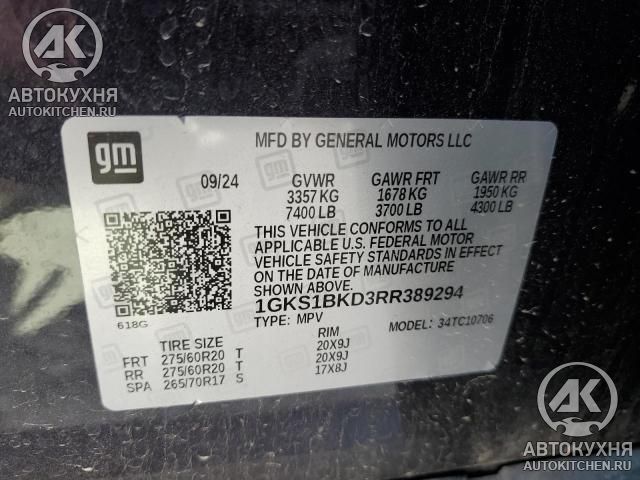 AK
АВТОКУХНЯ
AUTOKITCHEN.RU
gm
MFD BY GENERAL MOTORS LLC
09/24 GVWR GAWR FRT GAWR RR
3357 KG 1678 KG 1950 KG
7400 LB 3700 LB 4300 LB
THIS VEHICLE CONFORMS TO ALL
APPLICABLE U.S. FEDERAL MOTOR
VEHICLE SAFETY STANDARDS IN EFFECT
ON THE DATE OF MANUFACTURE
SHOWN ABOVE.
1GKS1BKD3RR389294
618G TYPE: MPV MODEL: 34TC10706
TIRE SIZE RIM
FRT 275/60R20 T 20X9J
RR 275/60R20 T 20X9J
SPA 265/70R17 S 17X8J
AK
АВТОКУХНЯ
AUTOKITCHEN.RU